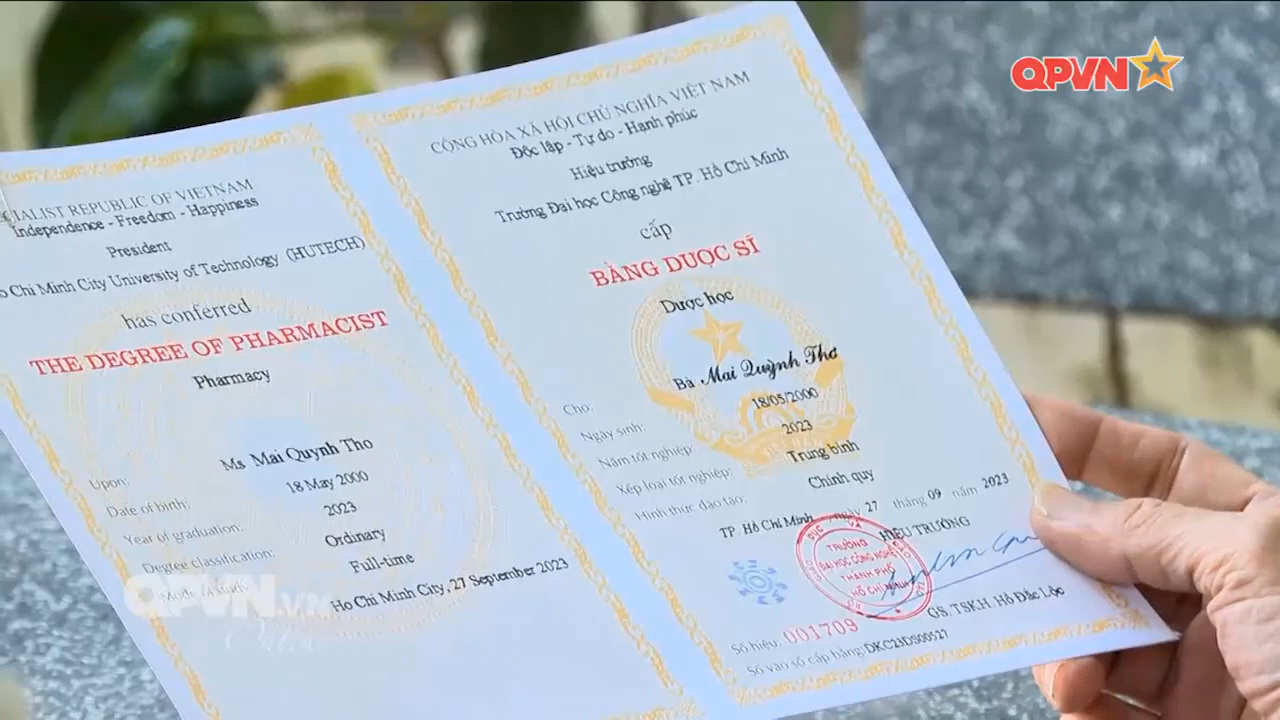 QPVN
CIALIST REPUBLIC OF VIETNAM
Independence - Freedom - Happiness
President
Chi Minh City University of Technology (HUTECH)
has conferred
THE DEGREE OF PHARMACIST
Pharmacy
Upon: Ms Mai Quynh Tho
Date of birth: 18 May 2000
Year of graduation: 2023
Degree classification: Ordinary
Mode of Full-time
Ho Chi Minh City, 27 September 2023
QPVN.VN
Online
CỘNG HÒA XÃ HỘI CHỦ NGHĨA VIỆT NAM
Độc lập - Tự do - Hạnh phúc
Hiệu trưởng
Trường Đại học Công nghệ TP. Hồ Chí Minh
cấp
BẰNG DƯỢC SĨ
Dược học
Cho: Bà Mai Quỳnh Thơ
Ngày sinh: 18/05/2000
Năm tốt nghiệp: 2023
Xếp loại tốt nghiệp: Trung bình
Hình thức đào tạo: Chính quy
TP. Hồ Chí Minh, ngày 27 tháng 09 năm 2023
HIỆU TRƯỞNG
TRƯỜNG
ĐẠI HỌC CÔNG NGHỆ
THÀNH PHỐ
HỒ CHÍ MINH
GS.TSKH. Hồ Đắc Lộc
Số hiệu: 001709
Số vào sổ cấp bằng: DKC23DS00527